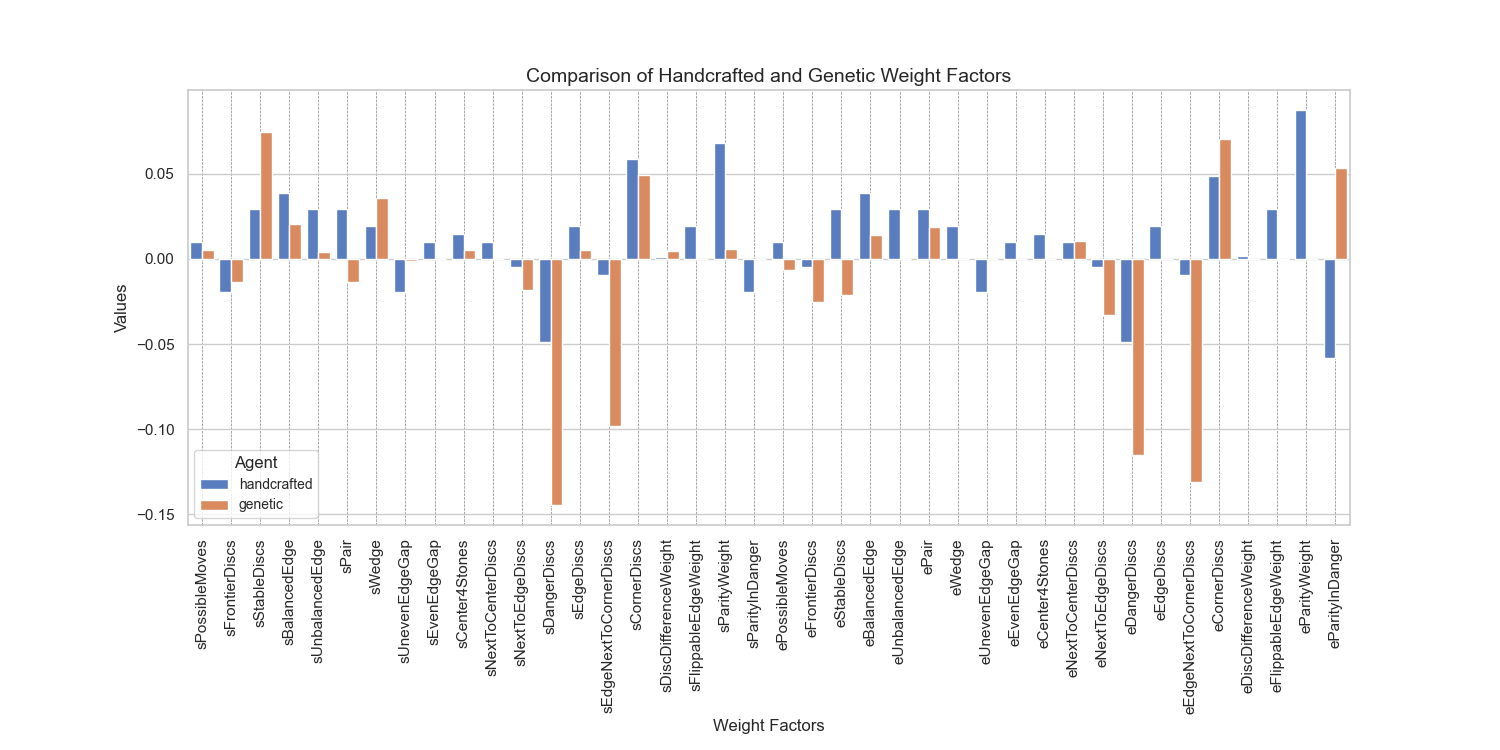 Comparison of Handcrafted and Genetic Weight Factors
Values
0.05
0.00
−0.05
−0.10
−0.15
Agent
handcrafted
genetic
sPossibleMoves
sFrontierDiscs
sStableDiscs
sBalancedEdge
sUnbalancedEdge
sPair
sWedge
sUnevenEdgeGap
sEvenEdgeGap
sCenter4Stones
sNextToCenterDiscs
sNextToEdgeDiscs
sDangerDiscs
sEdgeDiscs
sEdgeNextToCornerDiscs
sCornerDiscs
sDiscDifferenceWeight
sFlippableEdgeWeight
sParityWeight
sParityInDanger
ePossibleMoves
eFrontierDiscs
eStableDiscs
eBalancedEdge
eUnbalancedEdge
ePair
eWedge
eUnevenEdgeGap
eEvenEdgeGap
eCenter4Stones
eNextToCenterDiscs
eNextToEdgeDiscs
eDangerDiscs
eEdgeDiscs
eEdgeNextToCornerDiscs
eCornerDiscs
eDiscDifferenceWeight
eFlippableEdgeWeight
eParityWeight
eParityInDanger
Weight Factors